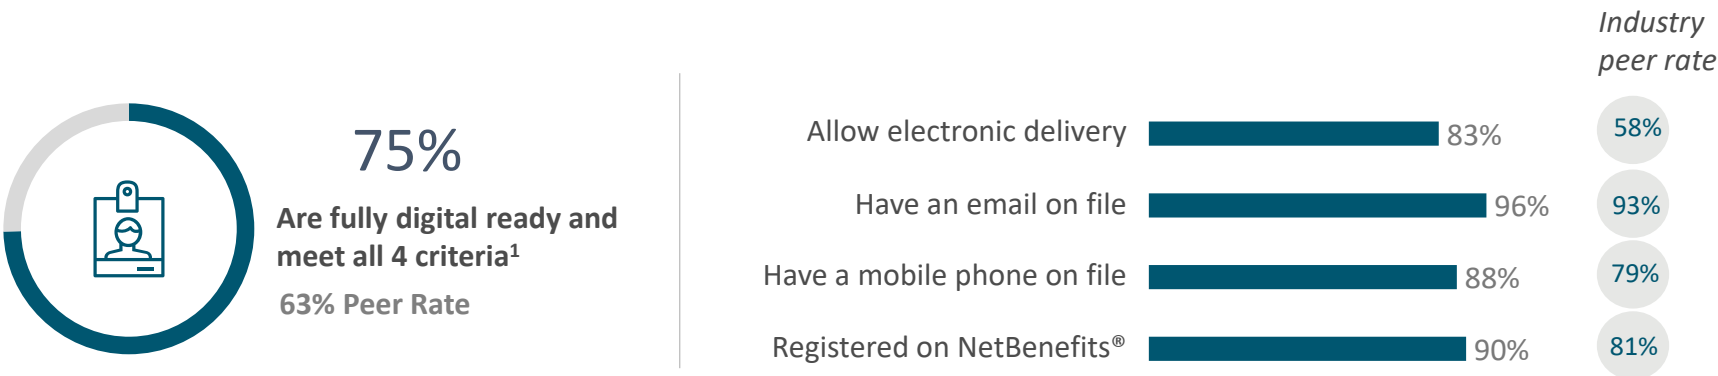 75%
Are fully digital ready and
meet all 4 criteria¹
63% Peer Rate
Industry
peer rate
Allow electronic delivery 83% 58%
Have an email on file 96% 93%
Have a mobile phone on file 88% 79%
Registered on NetBenefits® 90% 81%